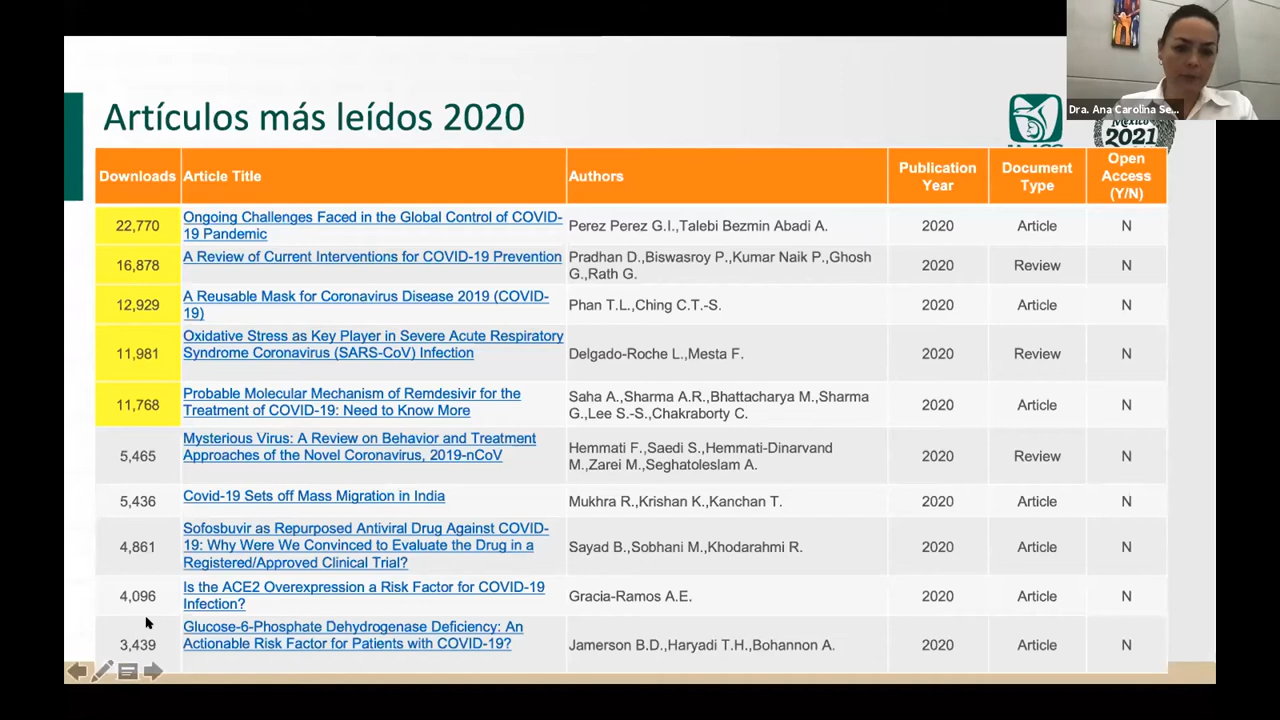 Dra. Ana Carolina Se...
Artículos más leídos 2020
México
2021
Downloads Article Title Authors Publication Year Document Type Open Access (Y/N)
22,770 Ongoing Challenges Faced in the Global Control of COVID-
19 Pandemic Perez Perez G.I.,Talebi Bezmin Abadi A. 2020 Article N
16,878 A Review of Current Interventions for COVID-19 Prevention Pradhan D.,Biswasroy P.,Kumar Naik P.,Ghosh
G.,Rath G. 2020 Review N
12,929 A Reusable Mask for Coronavirus Disease 2019 (COVID-
19) Phan T.L.,Ching C.T.-S. 2020 Article N
11,981 Oxidative Stress as Key Player in Severe Acute Respiratory
Syndrome Coronavirus (SARS-CoV) Infection Delgado-Roche L.,Mesta F. 2020 Review N
11,768 Probable Molecular Mechanism of Remdesivir for the
Treatment of COVID-19: Need to Know More Saha A.,Sharma A.R.,Bhattacharya M.,Sharma
G.,Lee S.-S.,Chakraborty C. 2020 Article N
5,465 Mysterious Virus: A Review on Behavior and Treatment
Approaches of the Novel Coronavirus, 2019-nCoV Hemmati F.,Saedi S.,Hemmati-Dinarvand
M.,Zarei M.,Seghatoleslam A. 2020 Review N
5,436 Covid-19 Sets off Mass Migration in India Mukhra R.,Krishan K.,Kanchan T. 2020 Article N
4,861 Sofosbuvir as Repurposed Antiviral Drug Against COVID-
19: Why Were We Convinced to Evaluate the Drug in a
Registered/Approved Clinical Trial? Sayad B.,Sobhani M.,Khodarahmi R. 2020 Article N
4,096 Is the ACE2 Overexpression a Risk Factor for COVID-19
Infection? Gracia-Ramos A.E. 2020 Article N
3,439 Glucose-6-Phosphate Dehydrogenase Deficiency: An
Actionable Risk Factor for Patients with COVID-19? Jamerson B.D.,Haryadi T.H.,Bohannon A. 2020 Article N